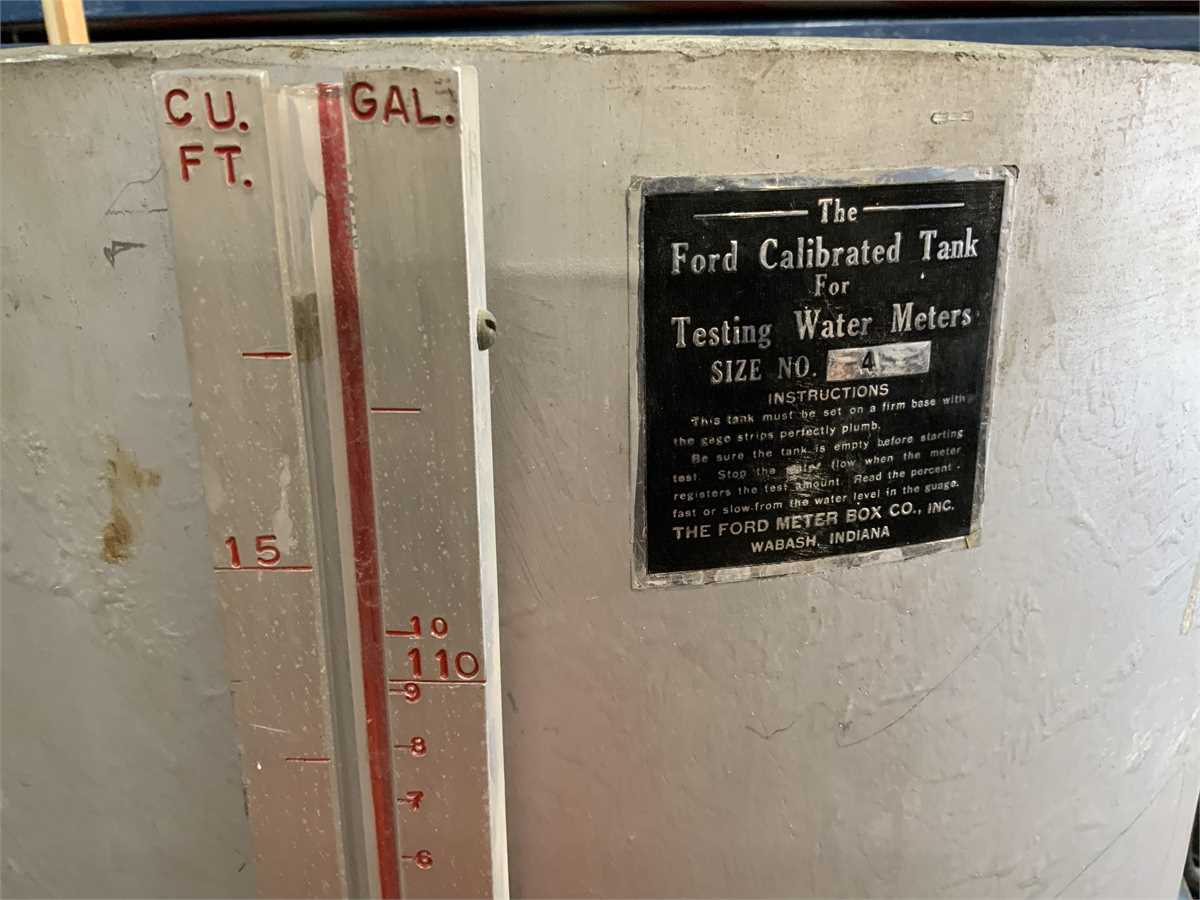 CU.
FT.
GAL.
15
10
110
9
8
7
6
The
Ford Calibrated Tank
For
Testing Water Meters
SIZE NO. 4
INSTRUCTIONS
This tank must be set on a firm base with
the gage strips perfectly plumb.
Be sure the tank is empty before starting
test. Stop the water flow when the meter
registers the test amount. Read the percent-
fast or slow from the water level in the guage.
THE FORD METER BOX CO., INC.
WABASH, INDIANA